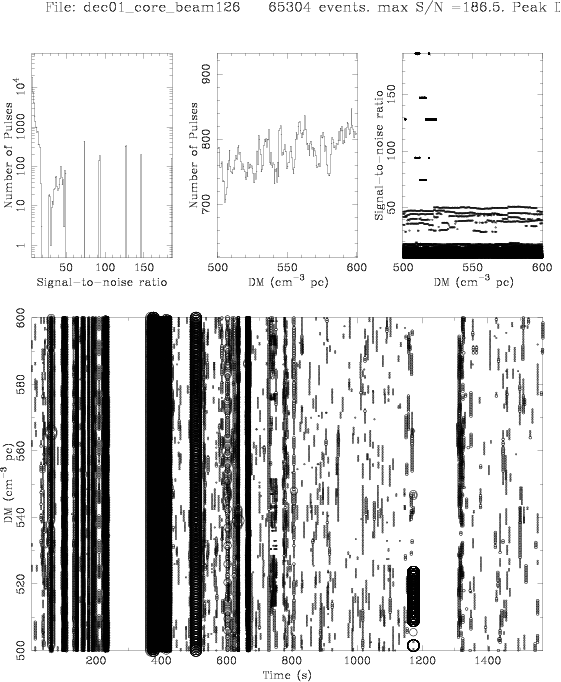 File: dec01_core_beam126 65304 events. max S/N =186.5. Peak D
Number of Pulses
1 10 100 1000 10⁴
50 100 150
Signal-to-noise ratio
Number of Pulses
700 800 900
500 550 600
DM (cm⁻³ pc)
Signal-to-noise ratio
50 100 150
500 550 600
DM (cm⁻³ pc)
DM (cm⁻³ pc)
500 520 540 560 580 600
200 400 600 800 1000 1200 1400
Time (s)